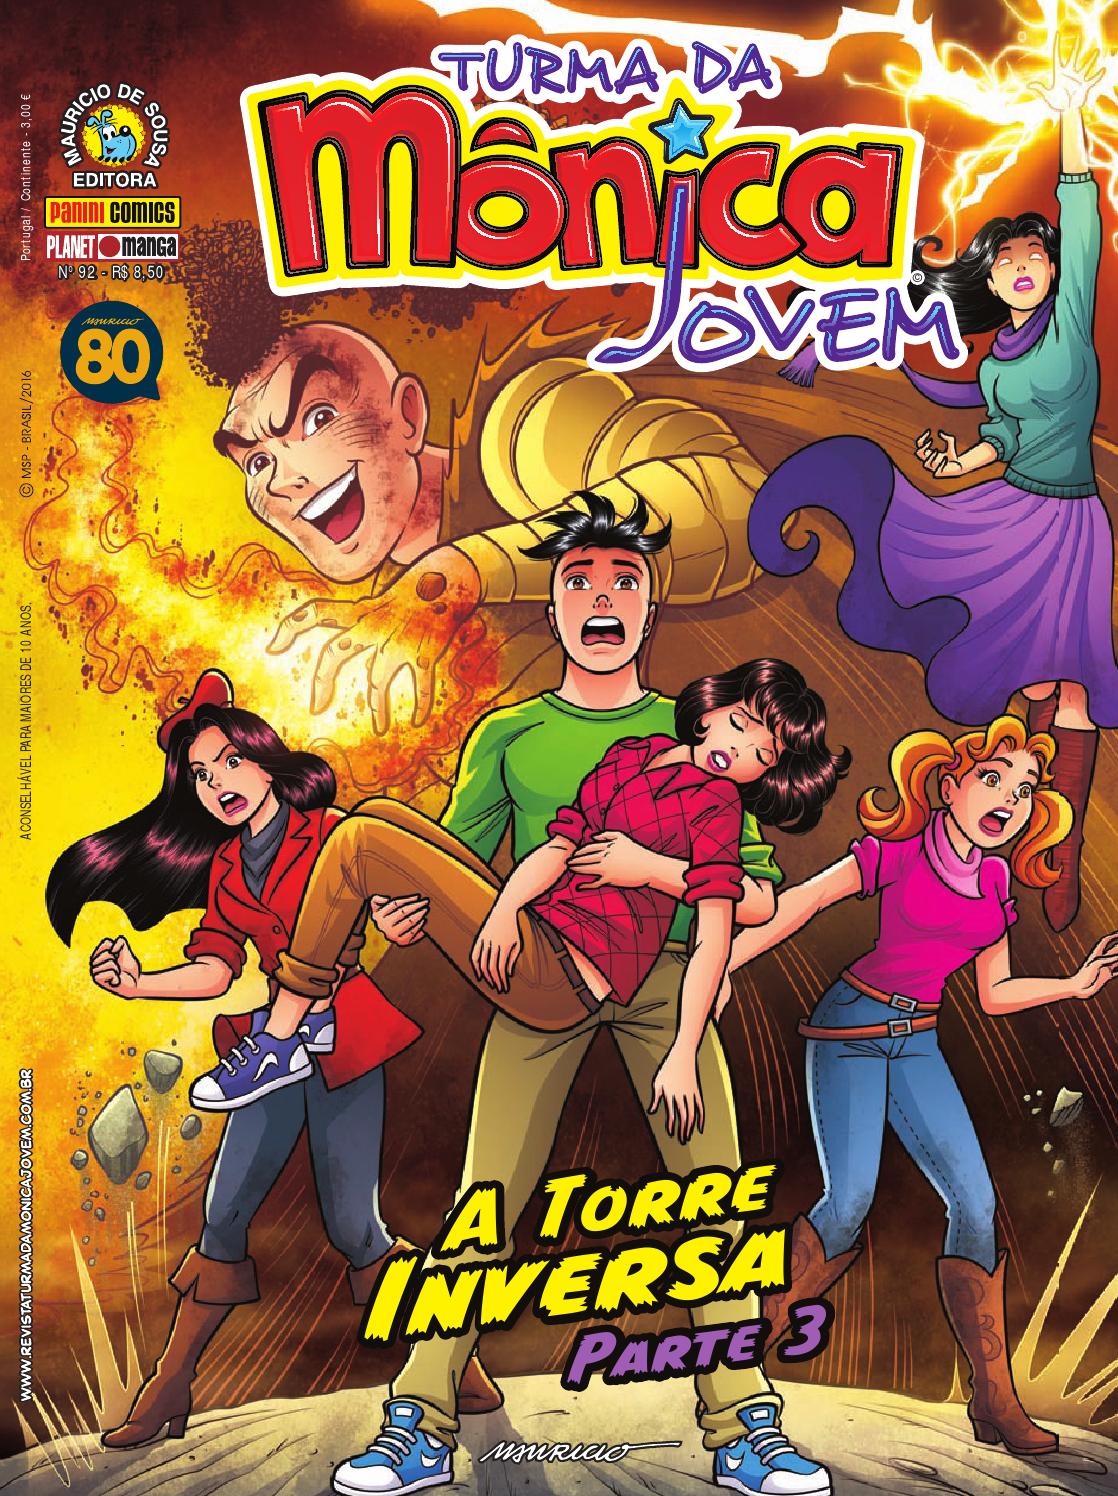 TURMA DA
Mônica
JOVEM
©
MAURICIO DE SOUSA
EDITORA
PANINI COMICS
PLANET manga
Nº 92 - R$ 8,50
MAURICIO
80
Portugal / Continente - 3,00 €
© MSP - BRASIL/2016
ACONSELHÁVEL PARA MAIORES DE 10 ANOS.
WWW.REVISTATURMADAMONICAJOVEM.COM.BR
A TORRE
INVERSA
PARTE 3
MAURICIO